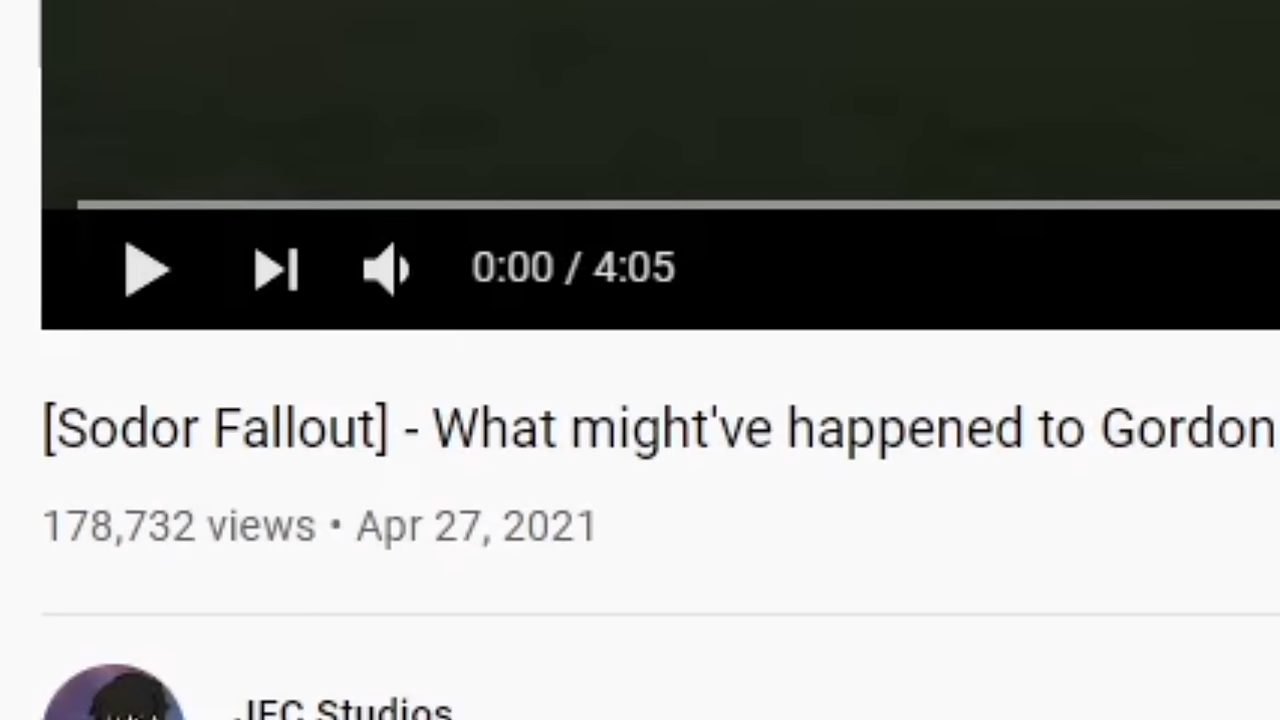 0:00 / 4:05
[Sodor Fallout] - What might've happened to Gordon
178,732 views • Apr 27, 2021
JFC Studios